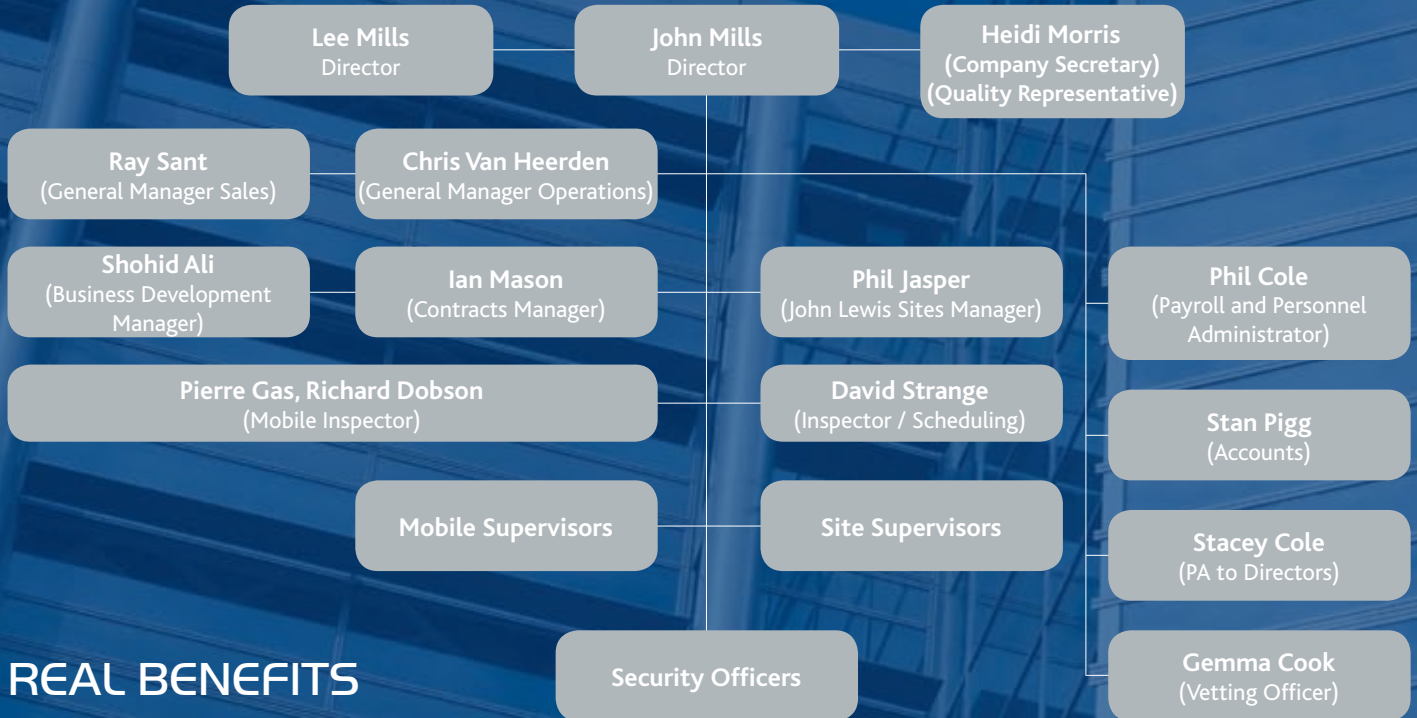 Lee Mills
Director
John Mills
Director
Heidi Morris
(Company Secretary)
(Quality Representative)
Ray Sant
(General Manager Sales)
Chris Van Heerden
(General Manager Operations)
Shohid Ali
(Business Development
Manager)
Ian Mason
(Contracts Manager)
Phil Jasper
(John Lewis Sites Manager)
Phil Cole
(Payroll and Personnel
Administrator)
Pierre Gas, Richard Dobson
(Mobile Inspector)
David Strange
(Inspector / Scheduling)
Stan Pigg
(Accounts)
Mobile Supervisors
Site Supervisors
Stacey Cole
(PA to Directors)
Security Officers
Gemma Cook
(Vetting Officer)
REAL BENEFITS